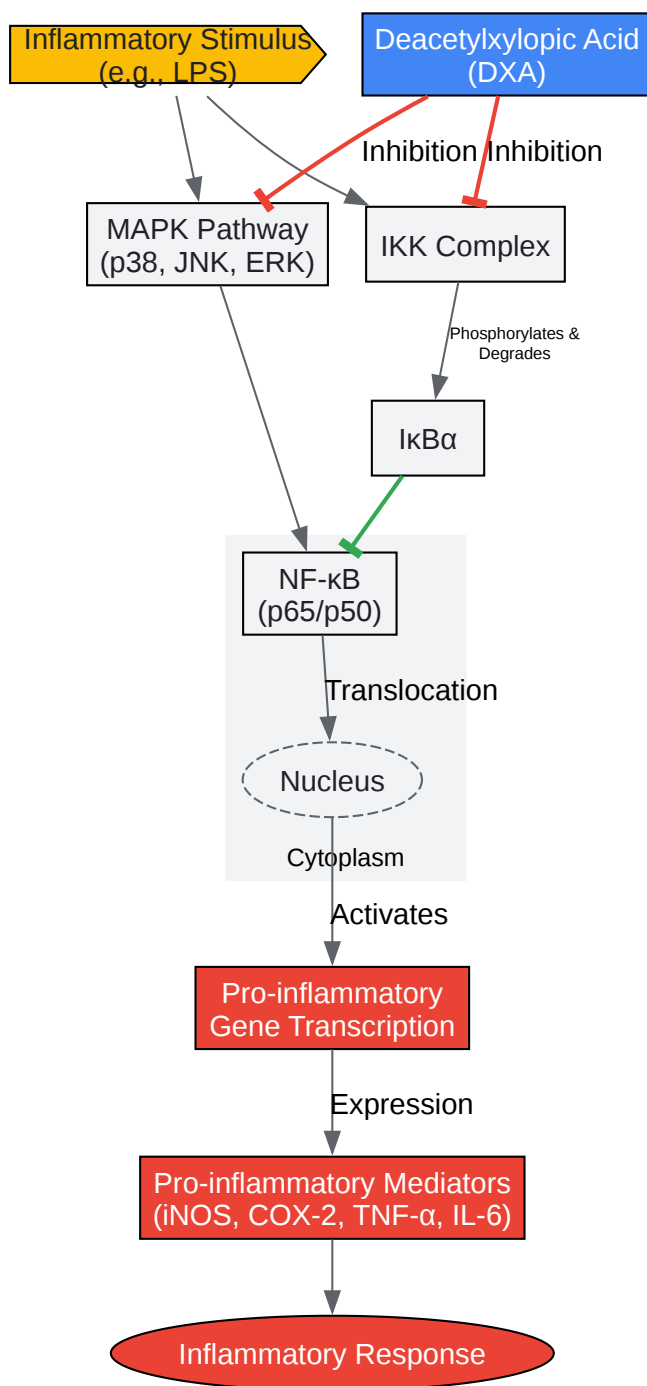 Inflammatory Stimulus
(e.g., LPS)
Deacetylxylopic Acid
(DXA)
Inhibition
Inhibition
MAPK Pathway
(p38, JNK, ERK)
IKK Complex
Phosphorylates &
Degrades
IκBα
NF-κB
(p65/p50)
Translocation
Nucleus
Cytoplasm
Activates
Pro-inflammatory
Gene Transcription
Expression
Pro-inflammatory Mediators
(iNOS, COX-2, TNF-α, IL-6)
Inflammatory Response